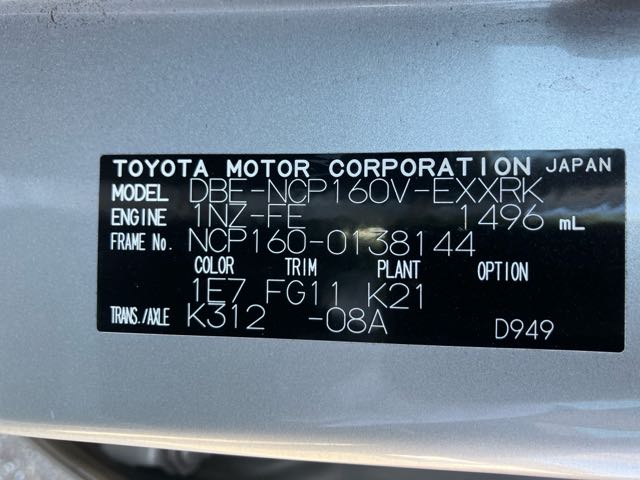 TOYOTA MOTOR CORPORATION JAPAN
MODEL DBE-NCP160V-EXXRK
ENGINE 1NZ-FE 1496 mL
FRAME No. NCP160-0138144
COLOR TRIM PLANT OPTION
1E7 FG11 K21
TRANS./AXLE K312 -08A D949